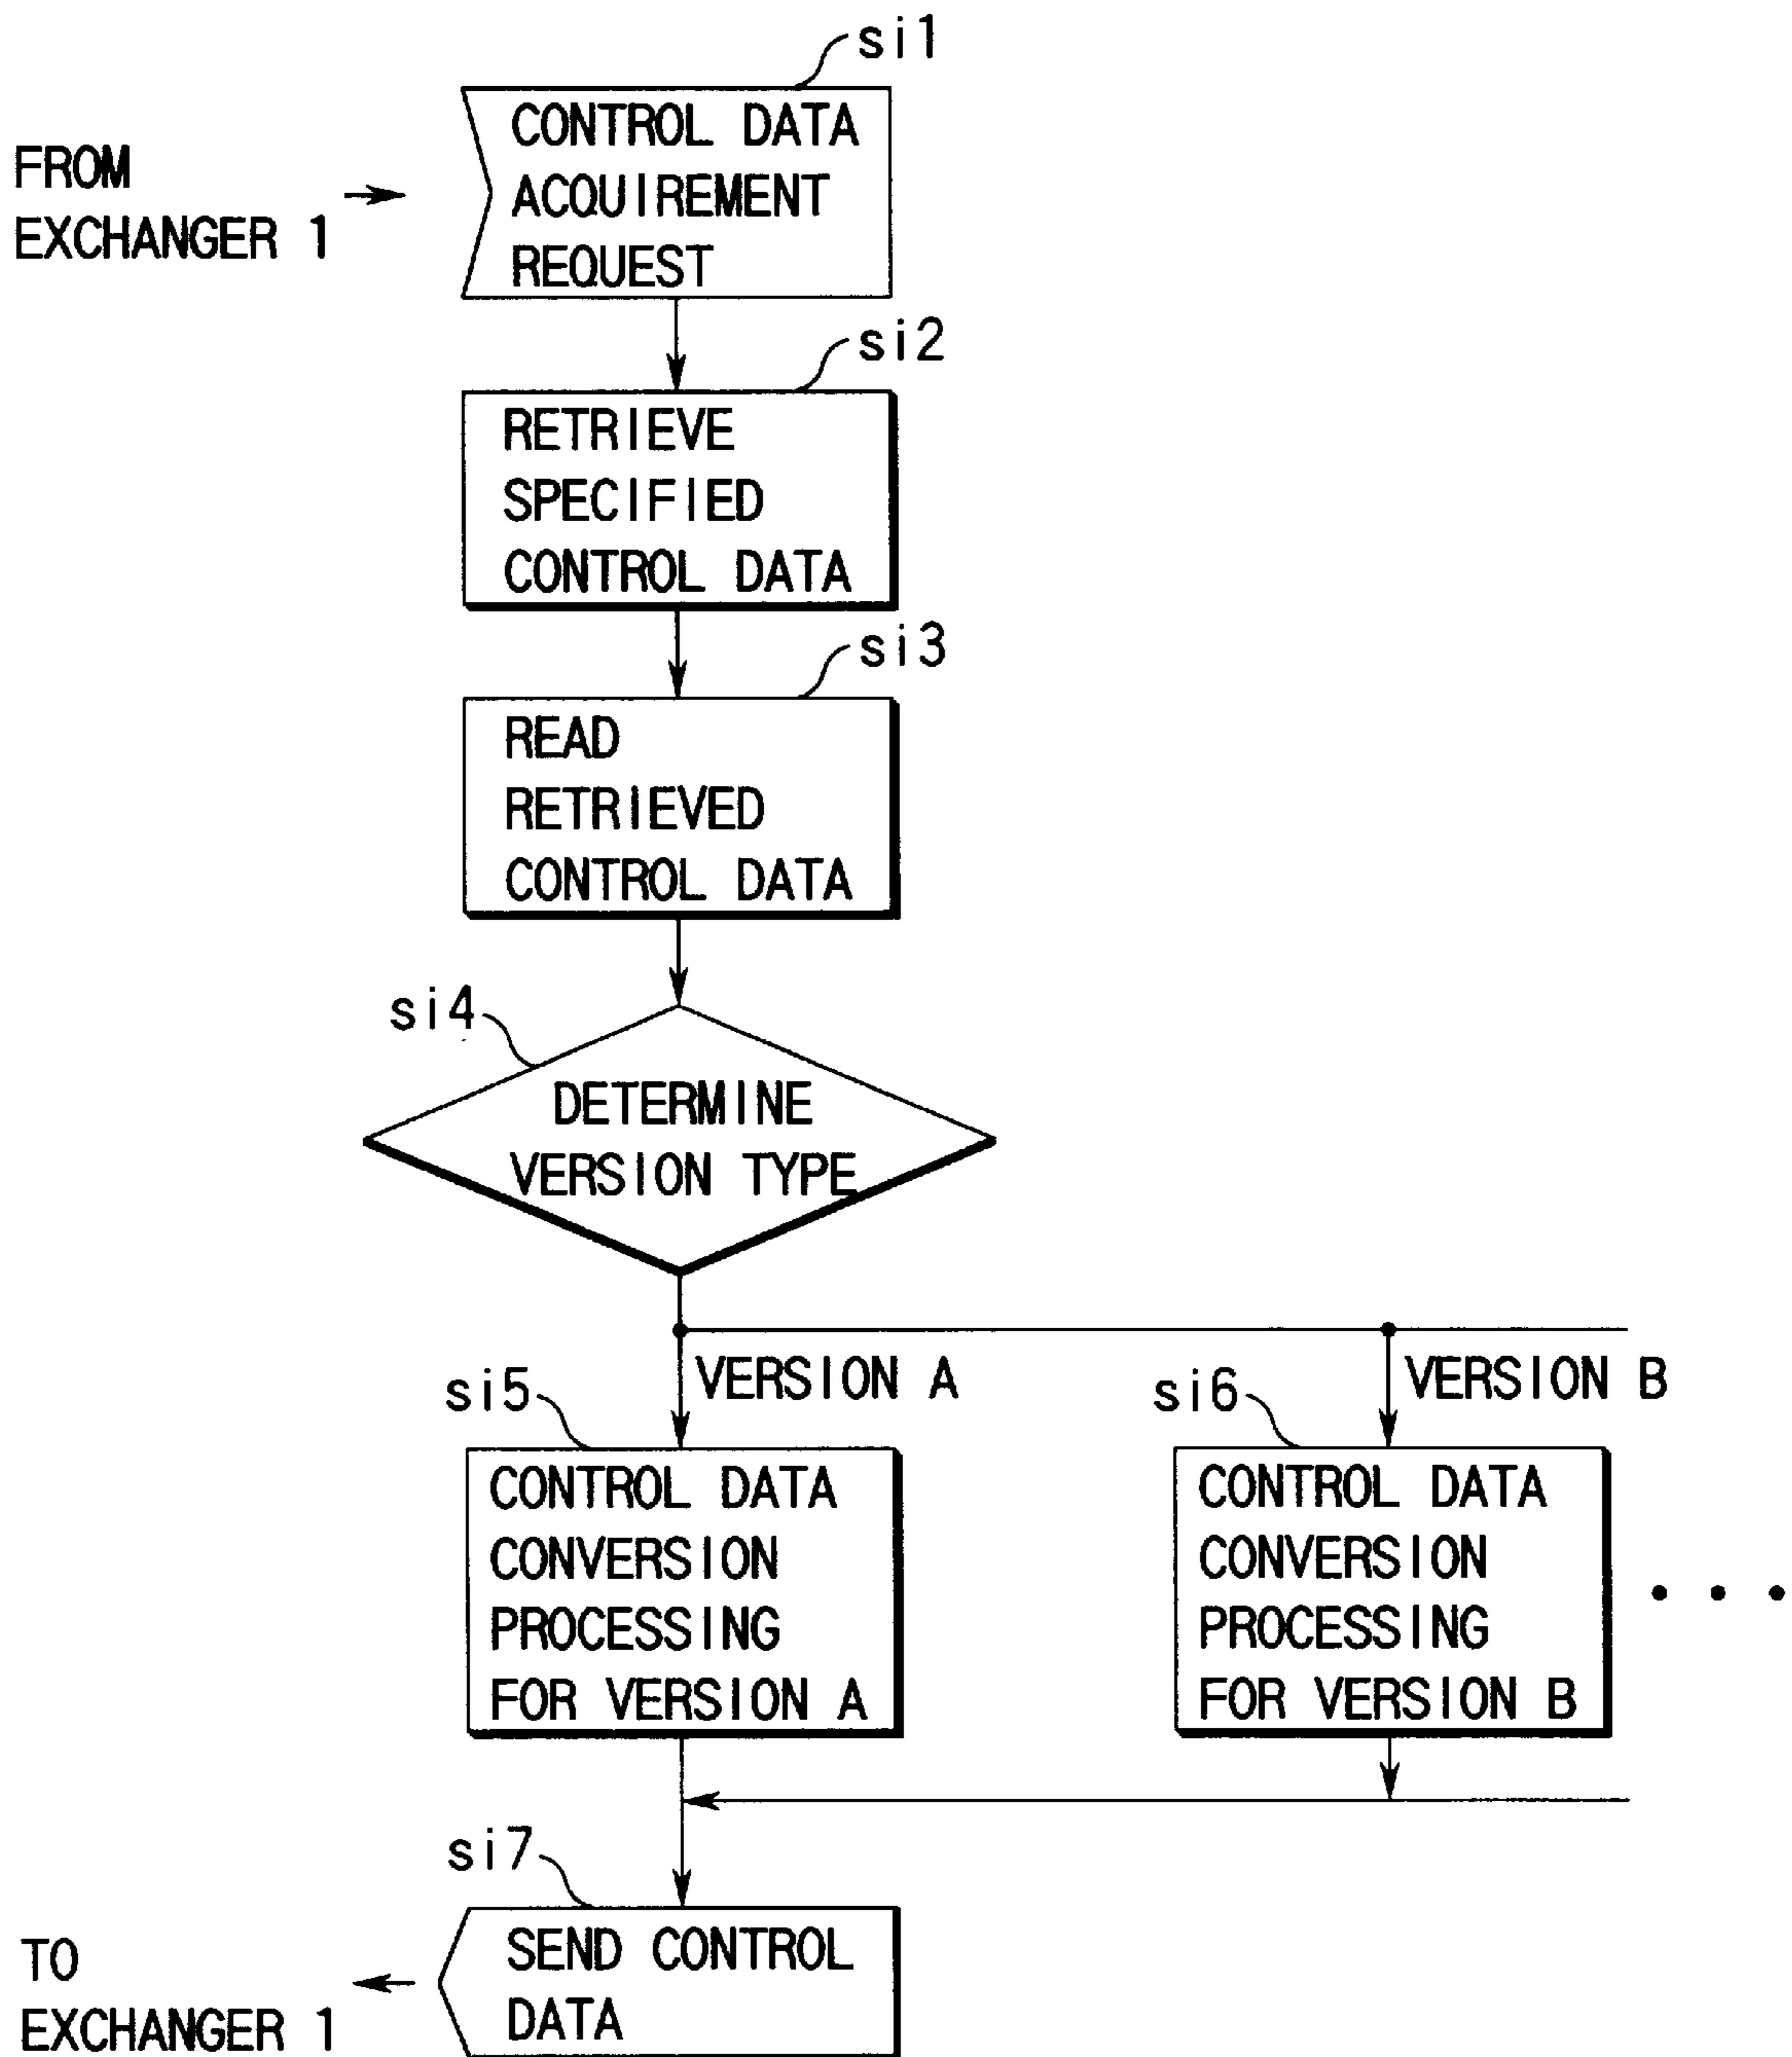 si1
CONTROL DATA
ACQUIREMENT
REQUEST
FROM
EXCHANGER 1
si2
RETRIEVE
SPECIFIED
CONTROL DATA
si3
READ
RETRIEVED
CONTROL DATA
si4
DETERMINE
VERSION TYPE
VERSION A
VERSION B
si5
si6
CONTROL DATA
CONVERSION
PROCESSING
FOR VERSION A
CONTROL DATA
CONVERSION
PROCESSING
FOR VERSION B
• • •
si7
SEND CONTROL
DATA
TO
EXCHANGER 1